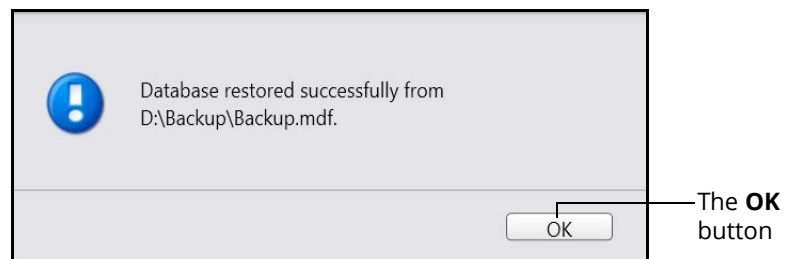 Database restored successfully from
D:\Backup\Backup.mdf.
OK
The OK
button